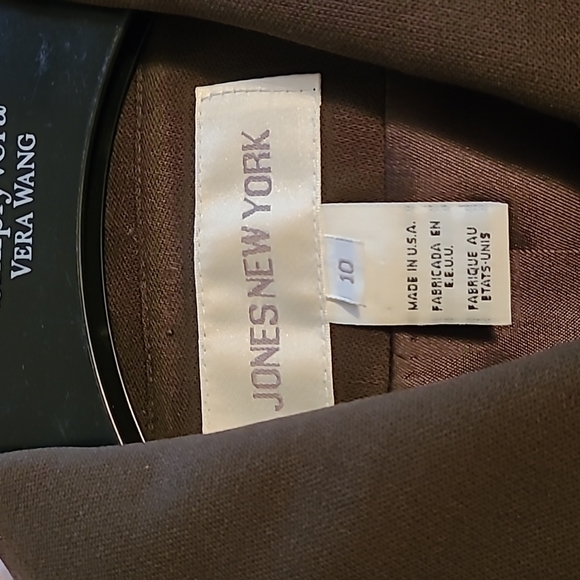 VERA WANG
JONES NEW YORK
10
MADE IN U.S.A.
FABRICADA EN
E.E.U.U.
FABRIQUE AU
ETATS-UNIS